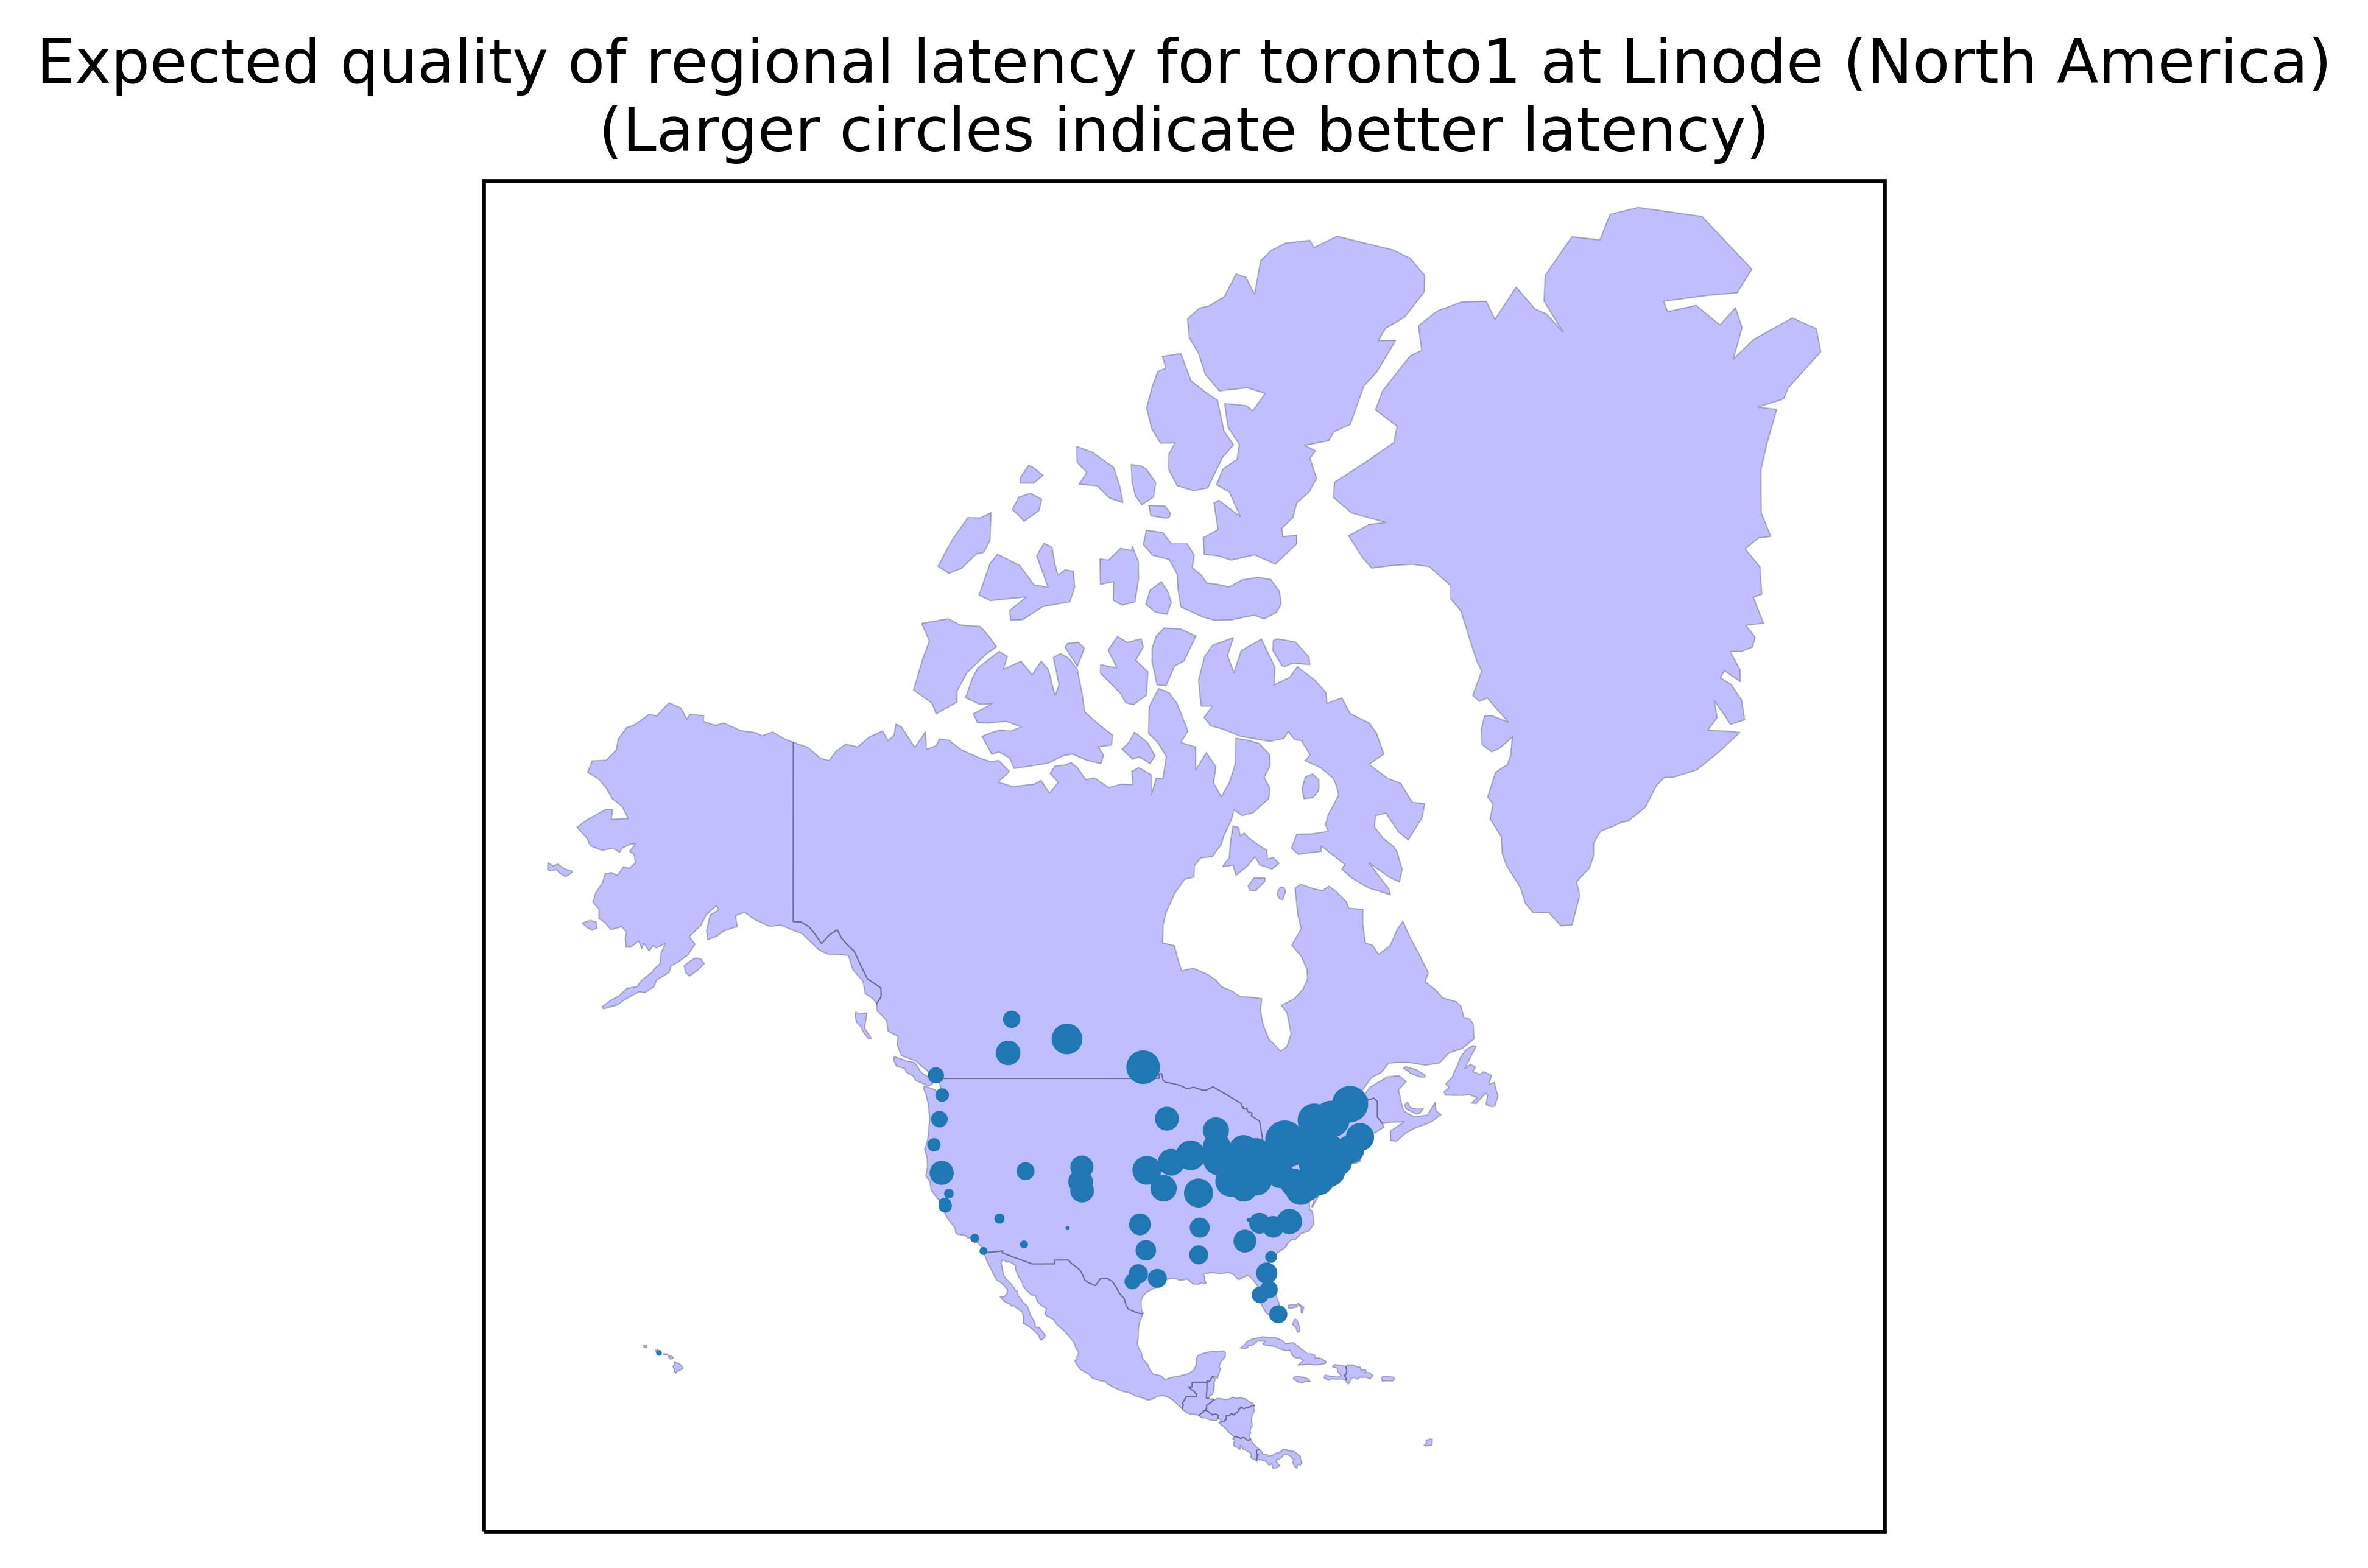 Expected quality of regional latency for toronto1 at Linode (North America)
(Larger circles indicate better latency)